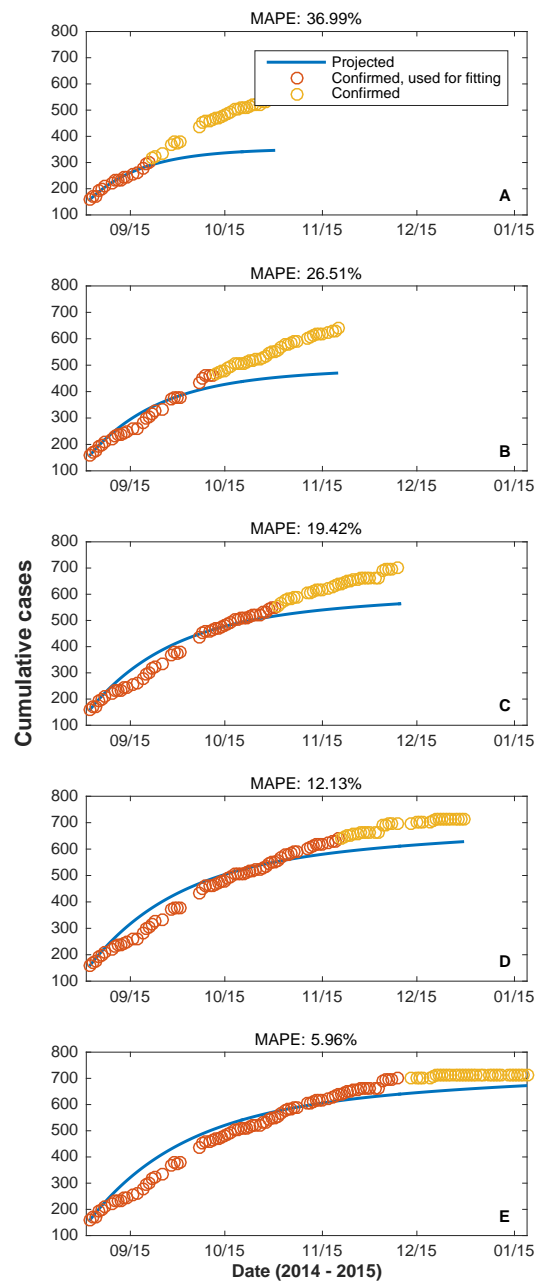 MAPE: 36.99%
800
700
600
500
400
300
200
100
Projected
Confirmed, used for fitting
Confirmed
A
09/15 10/15 11/15 12/15 01/15
MAPE: 26.51%
800
700
600
500
400
300
200
100
B
09/15 10/15 11/15 12/15 01/15
MAPE: 19.42%
800
700
600
500
400
300
200
100
C
09/15 10/15 11/15 12/15 01/15
Cumulative cases
MAPE: 12.13%
800
700
600
500
400
300
200
100
D
09/15 10/15 11/15 12/15 01/15
MAPE: 5.96%
800
700
600
500
400
300
200
100
E
09/15 10/15 11/15 12/15 01/15
Date (2014 - 2015)